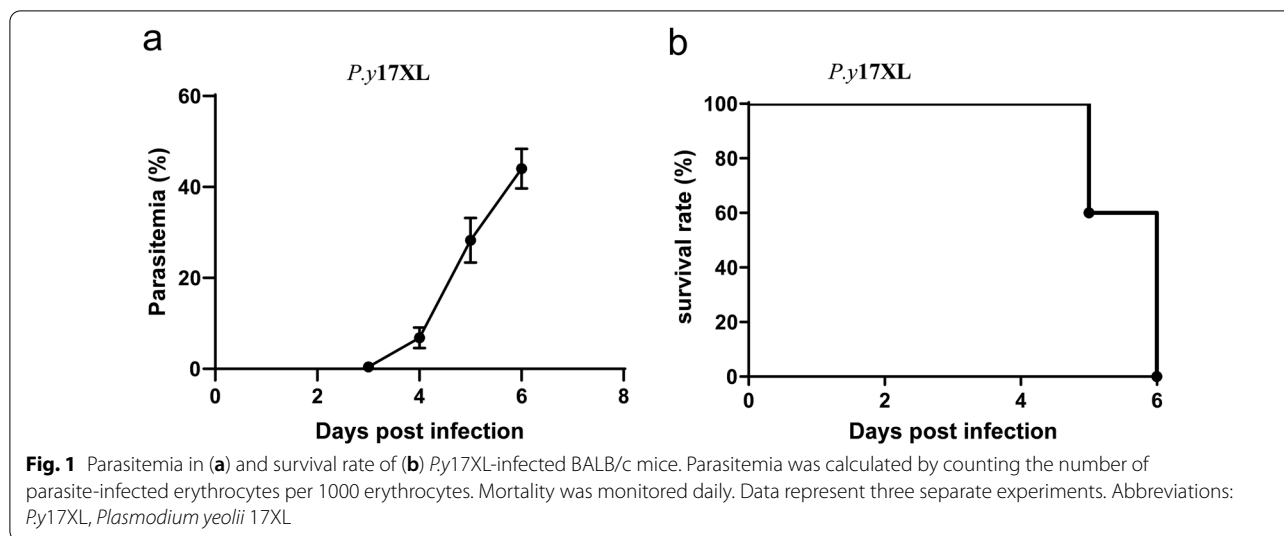 a
P.y17XL
60
40
20
0
Parasitemia (%)
0 2 4 6 8
Days post infection
b
P.y17XL
100
80
60
40
20
0
survival rate (%)
0 2 4 6
Days post infection
Fig. 1 Parasitemia in (a) and survival rate of (b) P.y17XL-infected BALB/c mice. Parasitemia was calculated by counting the number of
parasite-infected erythrocytes per 1000 erythrocytes. Mortality was monitored daily. Data represent three separate experiments. Abbreviations:
P.y17XL, Plasmodium yeolii 17XL